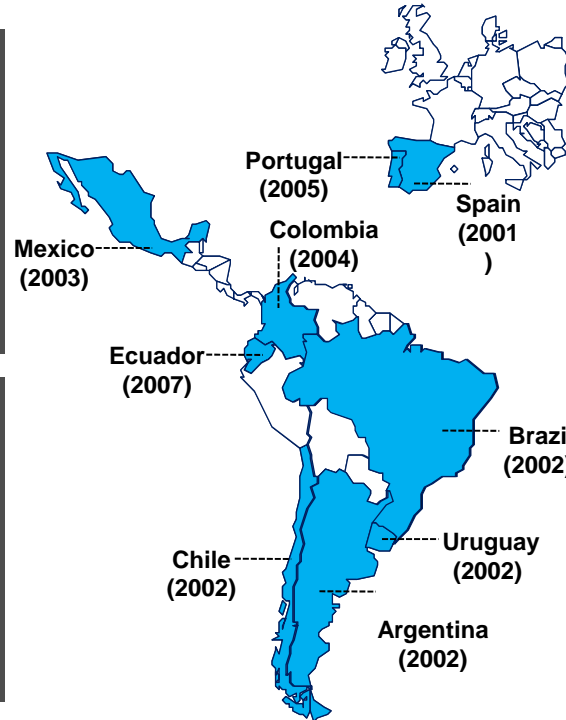 Portugal
(2005)
Spain
(2001
)
Colombia
(2004)
Mexico
(2003)
Ecuador
(2007)
Brazi
(2002)
Uruguay
(2002)
Chile
(2002)
Argentina
(2002)